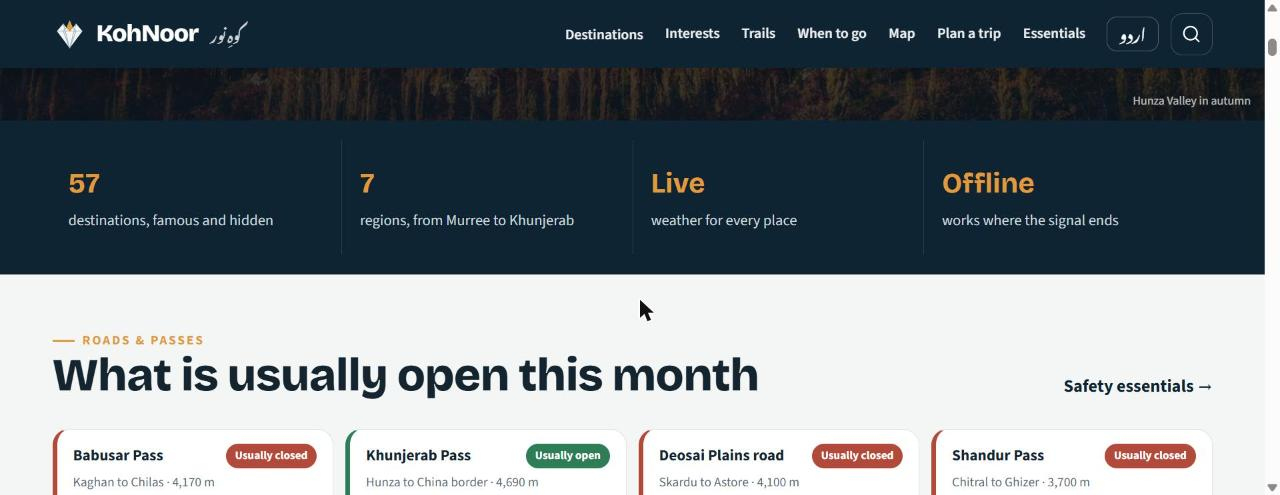 KohNoor کوہِ نور
Destinations Interests Trails When to go Map Plan a trip Essentials اردو
Hunza Valley in autumn
57
destinations, famous and hidden
7
regions, from Murree to Khunjerab
Live
weather for every place
Offline
works where the signal ends
ROADS & PASSES
What is usually open this month
Safety essentials →
Babusar Pass Usually closed
Kaghan to Chilas · 4,170 m
Khunjerab Pass Usually open
Hunza to China border · 4,690 m
Deosai Plains road Usually closed
Skardu to Astore · 4,100 m
Shandur Pass Usually closed
Chitral to Ghizer · 3,700 m